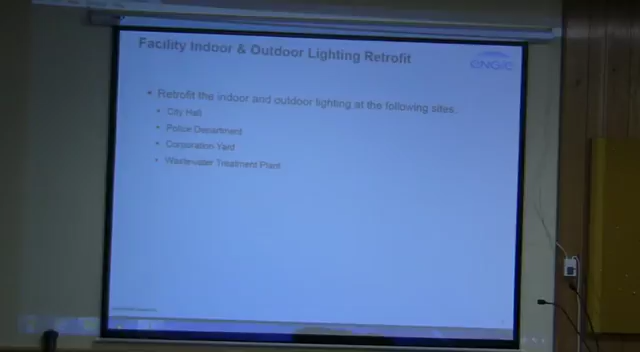 Facility Indoor & Outdoor Lighting Retrofit
ENGIE
• Retrofit the indoor and outdoor lighting at the following sites.
• City Hall
• Police Department
• Corporation Yard
• Wastewater Treatment Plant